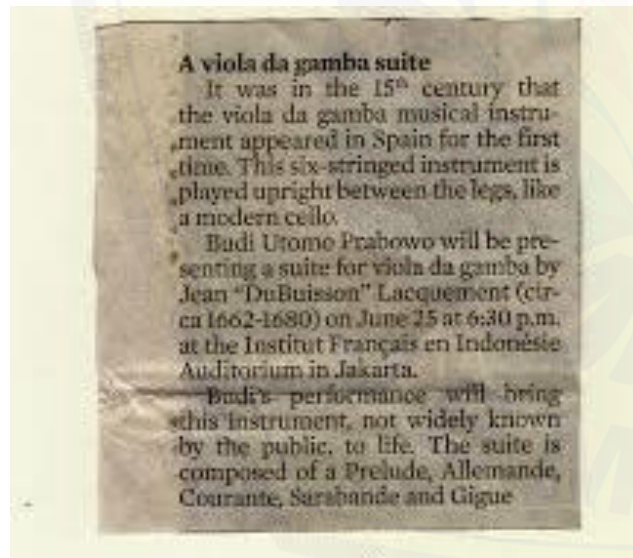 A viola da gamba suite
It was in the 15th century that
the viola da gamba musical instru-
ment appeared in Spain for the first
time. This six-stringed instrument is
played upright between the legs, like
a modern cello.
Budi Utomo Prabowo will be pre-
senting a suite for viola da gamba by
Jean "DuBuisson" Lacquement (cir-
ca 1662-1680) on June 25 at 6:30 p.m.
at the Institut Français en Indonésie
Auditorium in Jakarta.
Budi's performance will bring
this instrument, not widely known
by the public, to life. The suite is
composed of a Prelude, Allemande,
Courante, Sarabande and Gigue